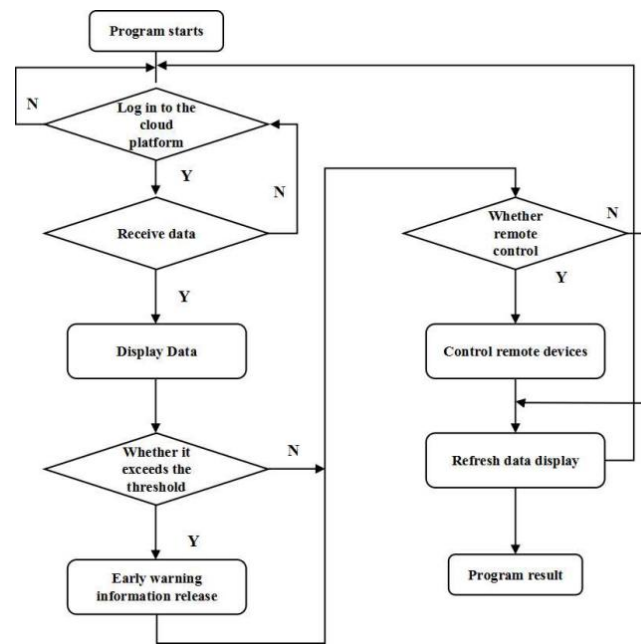 Program starts
N
Log in to the
cloud
platform
Y
N
Receive data
Y
Display Data
Whether it
exceeds the
threshold
N
Y
Early warning
information release
Whether
remote
control
N
Y
Control remote devices
Refresh data display
Program result